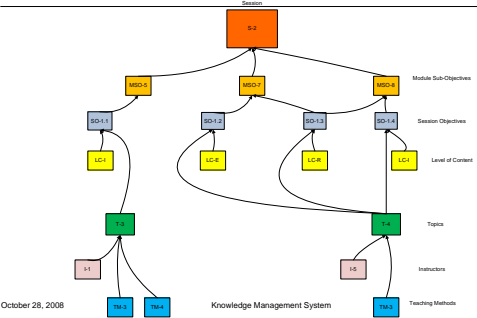 Session
S-2
MSO-5
MSO-7
MSO-8
Module Sub-Objectives
SO-1.1
SO-1.2
SO-1.3
SO-1.4
Session Objectives
LC-I
LC-E
LC-R
LC-I
Level of Content
T-3
T-4
Topics
I-1
I-5
Instructors
October 28, 2008
TM-3
TM-4
Knowledge Management System
TM-3
Teaching Methods